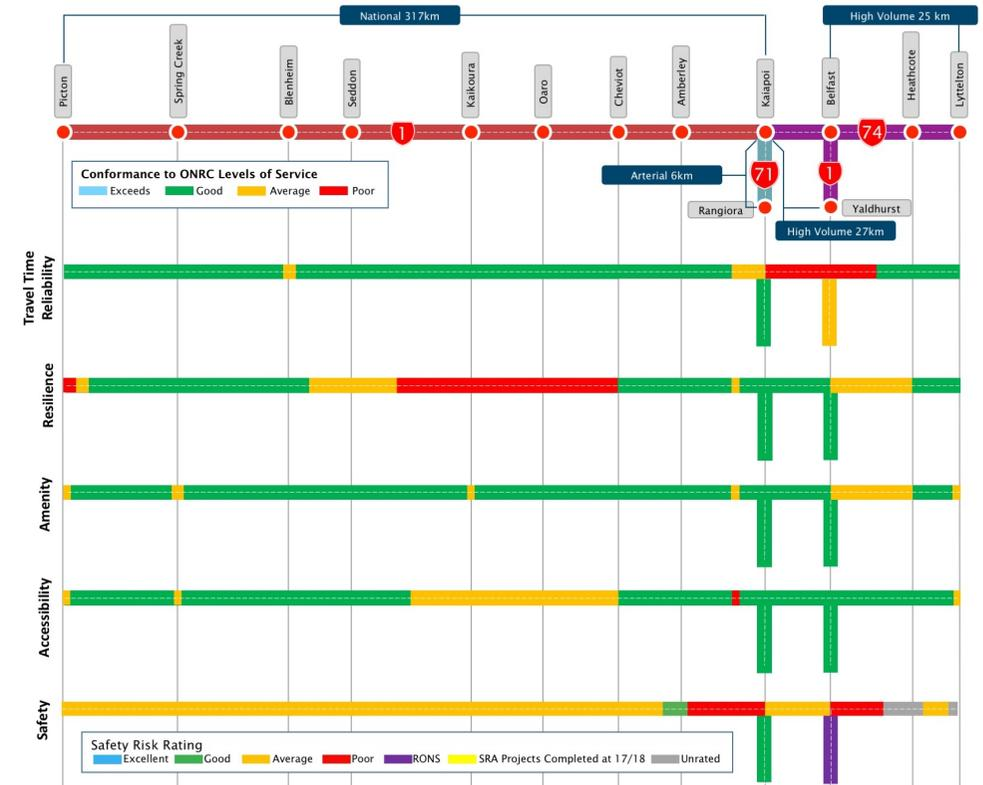 National 317km
High Volume 25 km
Picton
Spring Creek
Blenheim
Seddon
Kaikoura
Oaro
Cheviot
Amberley
Kaiapoi
Belfast
Heathcote
Lyttelton
1
74
Conformance to ONRC Levels of Service
Exceeds Good Average Poor
Arterial 6km
71
1
Rangiora
Yaldhurst
High Volume 27km
Travel Time
Reliability
Resilience
Amenity
Accessibility
Safety
Safety Risk Rating
Excellent Good Average Poor RONS SRA Projects Completed at 17/18 Unrated